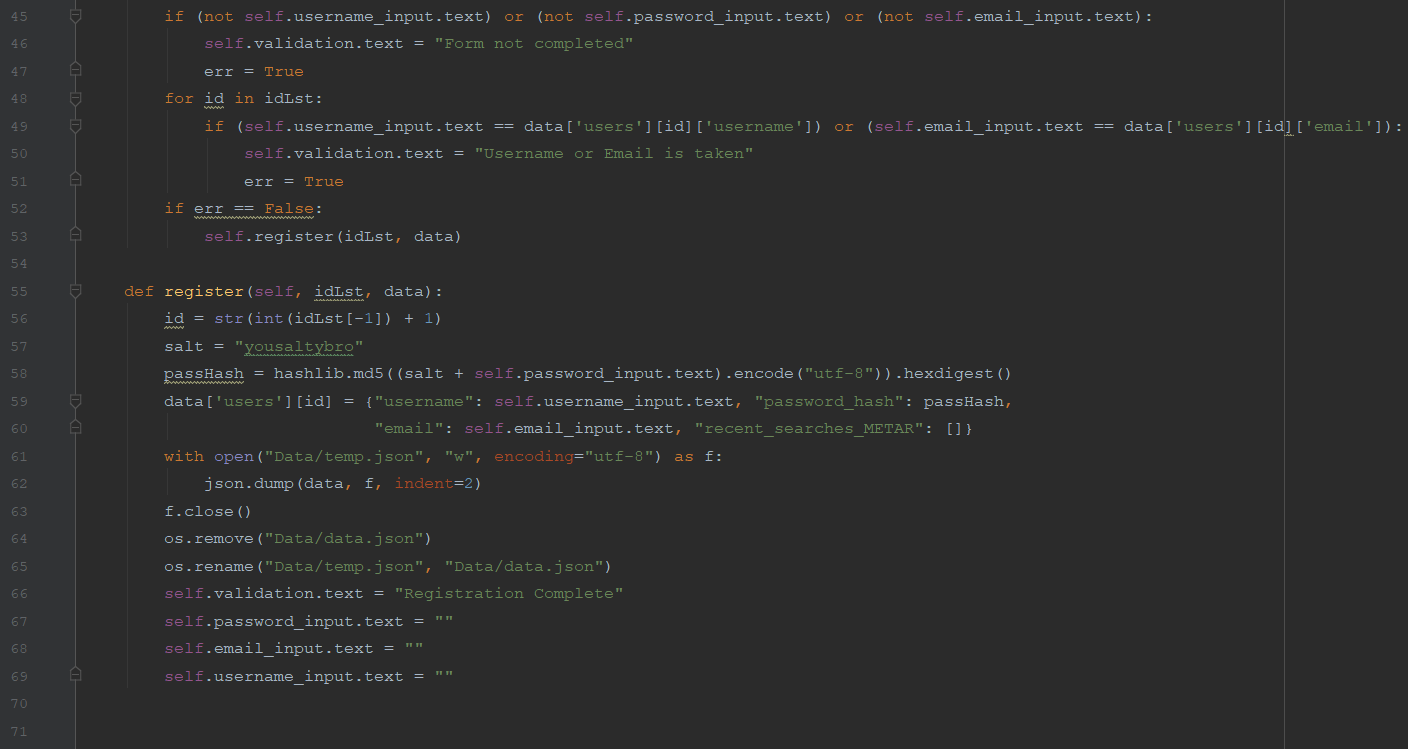 45 if (not self.username_input.text) or (not self.password_input.text) or (not self.email_input.text):
46 self.validation.text = "Form not completed"
47 err = True
48 for id in idLst:
49 if (self.username_input.text == data['users'][id]['username']) or (self.email_input.text == data['users'][id]['email']):
50 self.validation.text = "Username or Email is taken"
51 err = True
52 if err == False:
53 self.register(idLst, data)
54
55 def register(self, idLst, data):
56 id = str(int(idLst[-1]) + 1)
57 salt = "yousaltybro"
58 passHash = hashlib.md5((salt + self.password_input.text).encode("utf-8")).hexdigest()
59 data['users'][id] = {"username": self.username_input.text, "password_hash": passHash,
60 "email": self.email_input.text, "recent_searches_METAR": []}
61 with open("Data/temp.json", "w", encoding="utf-8") as f:
62 json.dump(data, f, indent=2)
63 f.close()
64 os.remove("Data/data.json")
65 os.rename("Data/temp.json", "Data/data.json")
66 self.validation.text = "Registration Complete"
67 self.password_input.text = ""
68 self.email_input.text = ""
69 self.username_input.text = ""
70
71